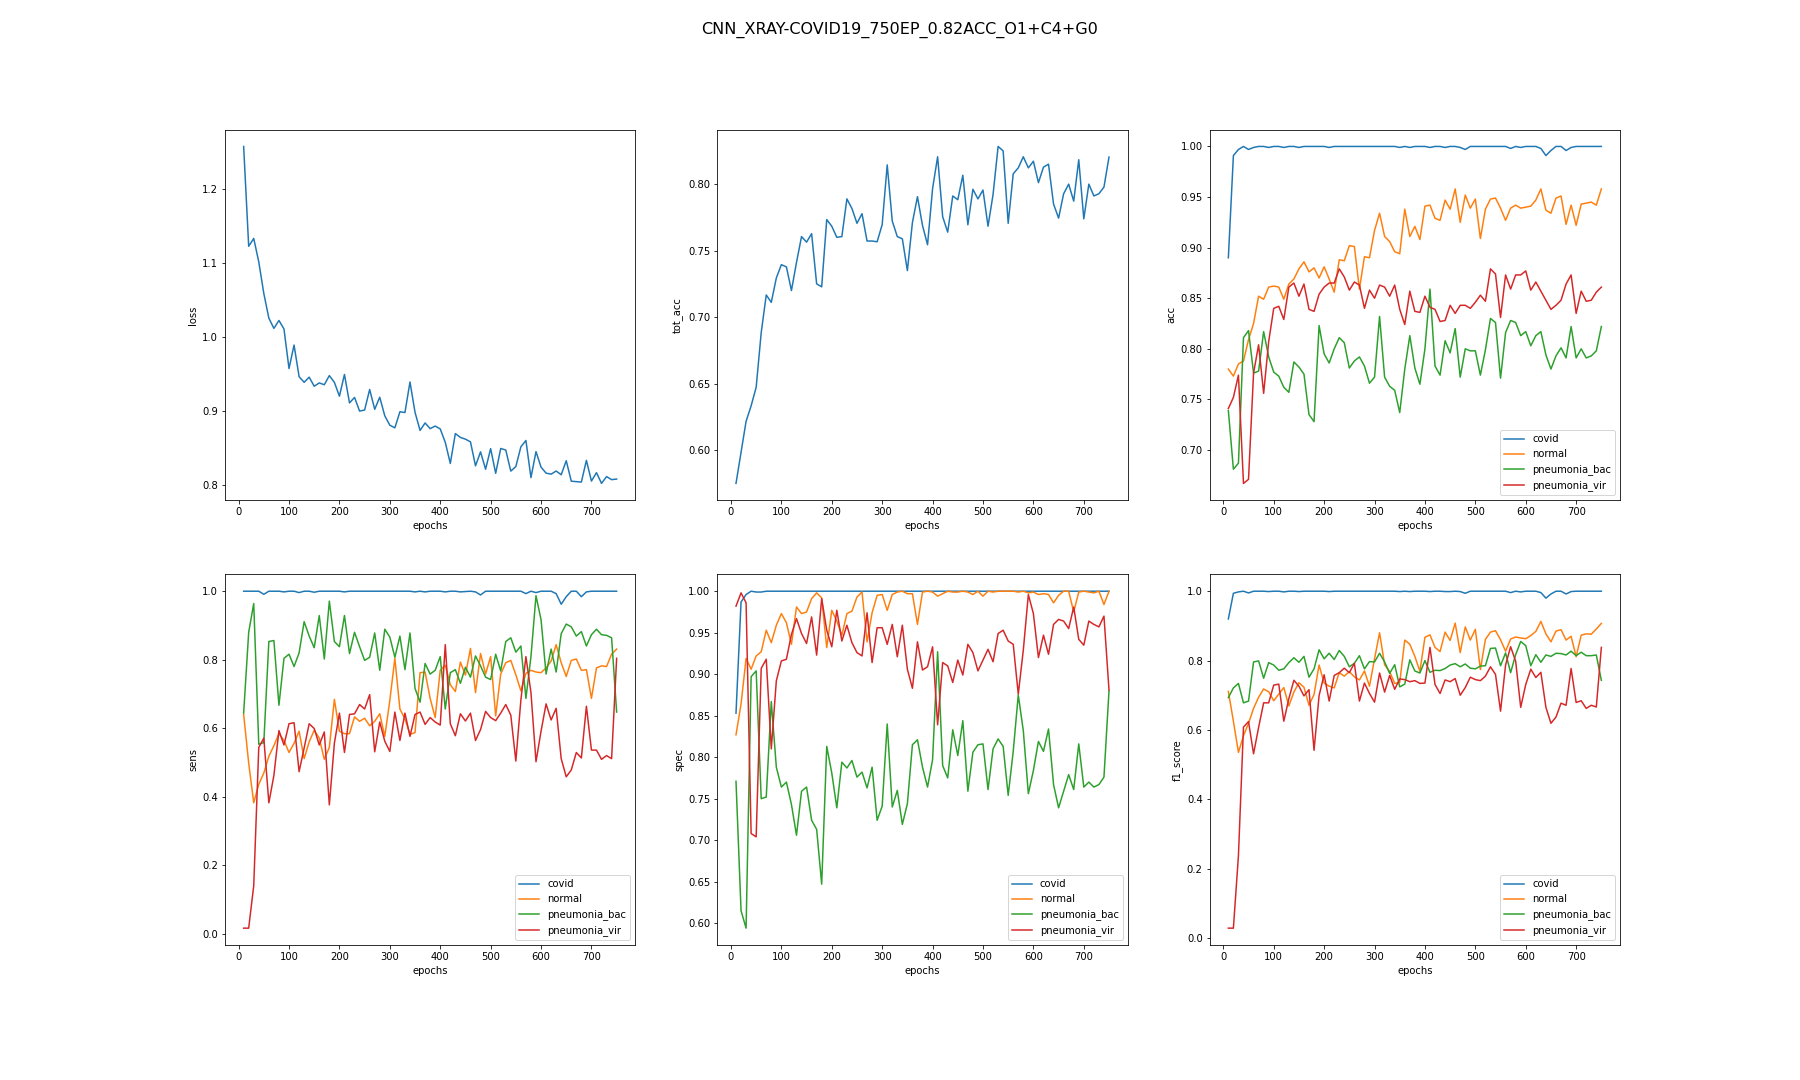 CNN_XRAY-COVID19_750EP_0.82ACC_O1+C4+G0
loss
1.2
1.1
1.0
0.9
0.8
0 100 200 300 400 500 600 700
epochs
tot_acc
0.80
0.75
0.70
0.65
0.60
0 100 200 300 400 500 600 700
epochs
acc
1.00
0.95
0.90
0.85
0.80
0.75
0.70
covid
normal
pneumonia_bac
pneumonia_vir
0 100 200 300 400 500 600 700
epochs
sens
1.0
0.8
0.6
0.4
0.2
0.0
covid
normal
pneumonia_bac
pneumonia_vir
0 100 200 300 400 500 600 700
epochs
spec
1.00
0.95
0.90
0.85
0.80
0.75
0.70
0.65
0.60
covid
normal
pneumonia_bac
pneumonia_vir
0 100 200 300 400 500 600 700
epochs
f1_score
1.0
0.8
0.6
0.4
0.2
0.0
covid
normal
pneumonia_bac
pneumonia_vir
0 100 200 300 400 500 600 700
epochs